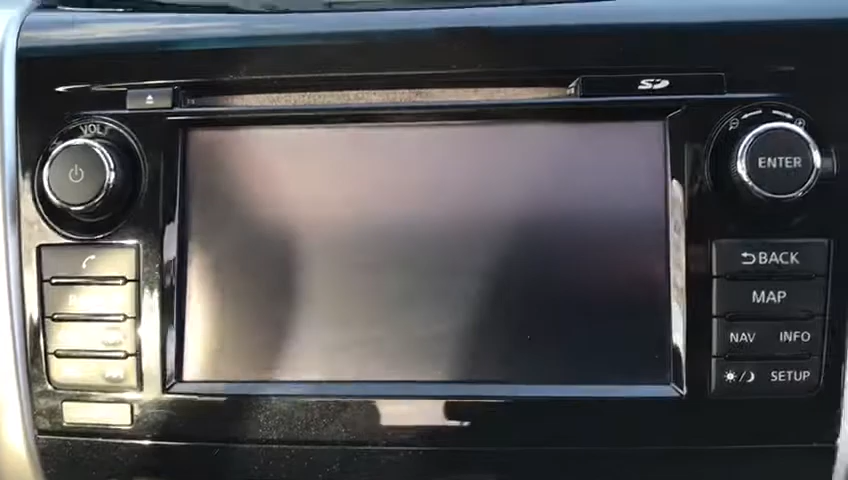 VOL
SD
ENTER
BACK
MAP
NAV INFO
SETUP